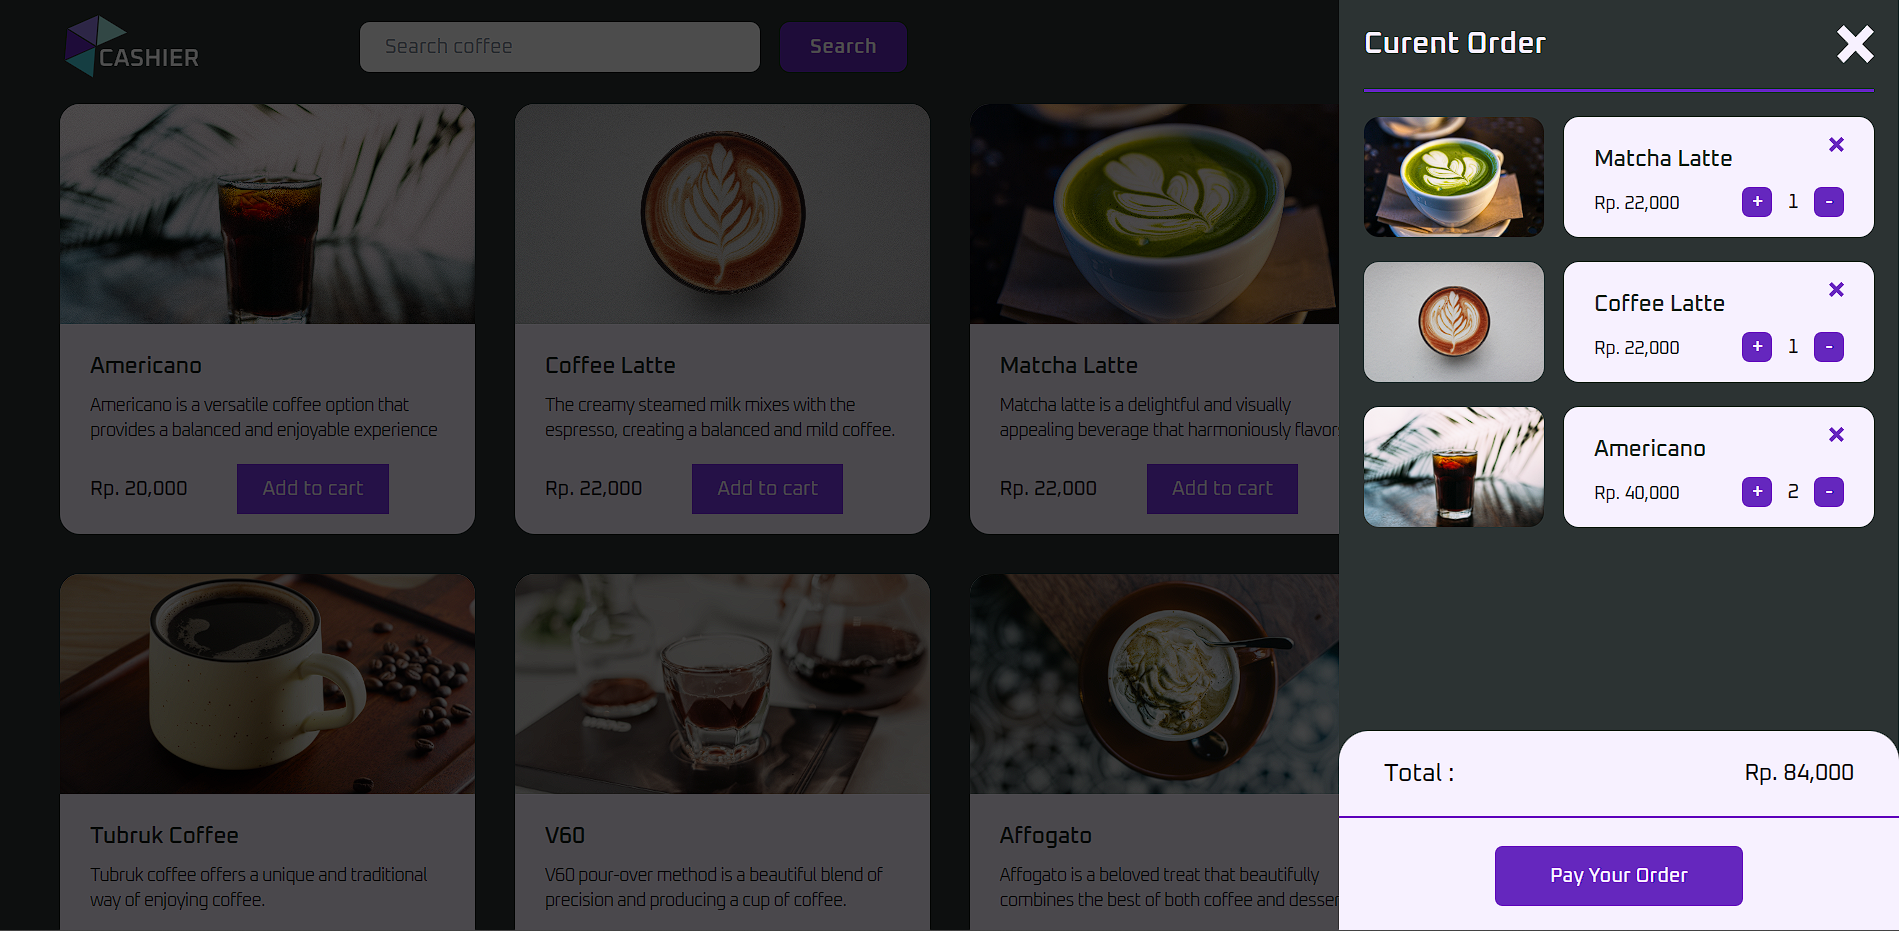 CASHIER
Search coffee
Search
Americano
Americano is a versatile coffee option that
provides a balanced and enjoyable experience
Rp. 20,000
Add to cart
Coffee Latte
The creamy steamed milk mixes with the
espresso, creating a balanced and mild coffee.
Rp. 22,000
Add to cart
Matcha Latte
Matcha latte is a delightful and visually
appealing beverage that harmoniously flavor
Rp. 22,000
Add to cart
Tubruk Coffee
Tubruk coffee offers a unique and traditional
way of enjoying coffee.
V60
V60 pour-over method is a beautiful blend of
precision and producing a cup of coffee.
Affogato
Affogato is a beloved treat that beautifully
combines the best of both coffee and desser
Curent Order
Matcha Latte
Rp. 22,000
+ 1 -
Coffee Latte
Rp. 22,000
+ 1 -
Americano
Rp. 40,000
+ 2 -
Total :
Rp. 84,000
Pay Your Order